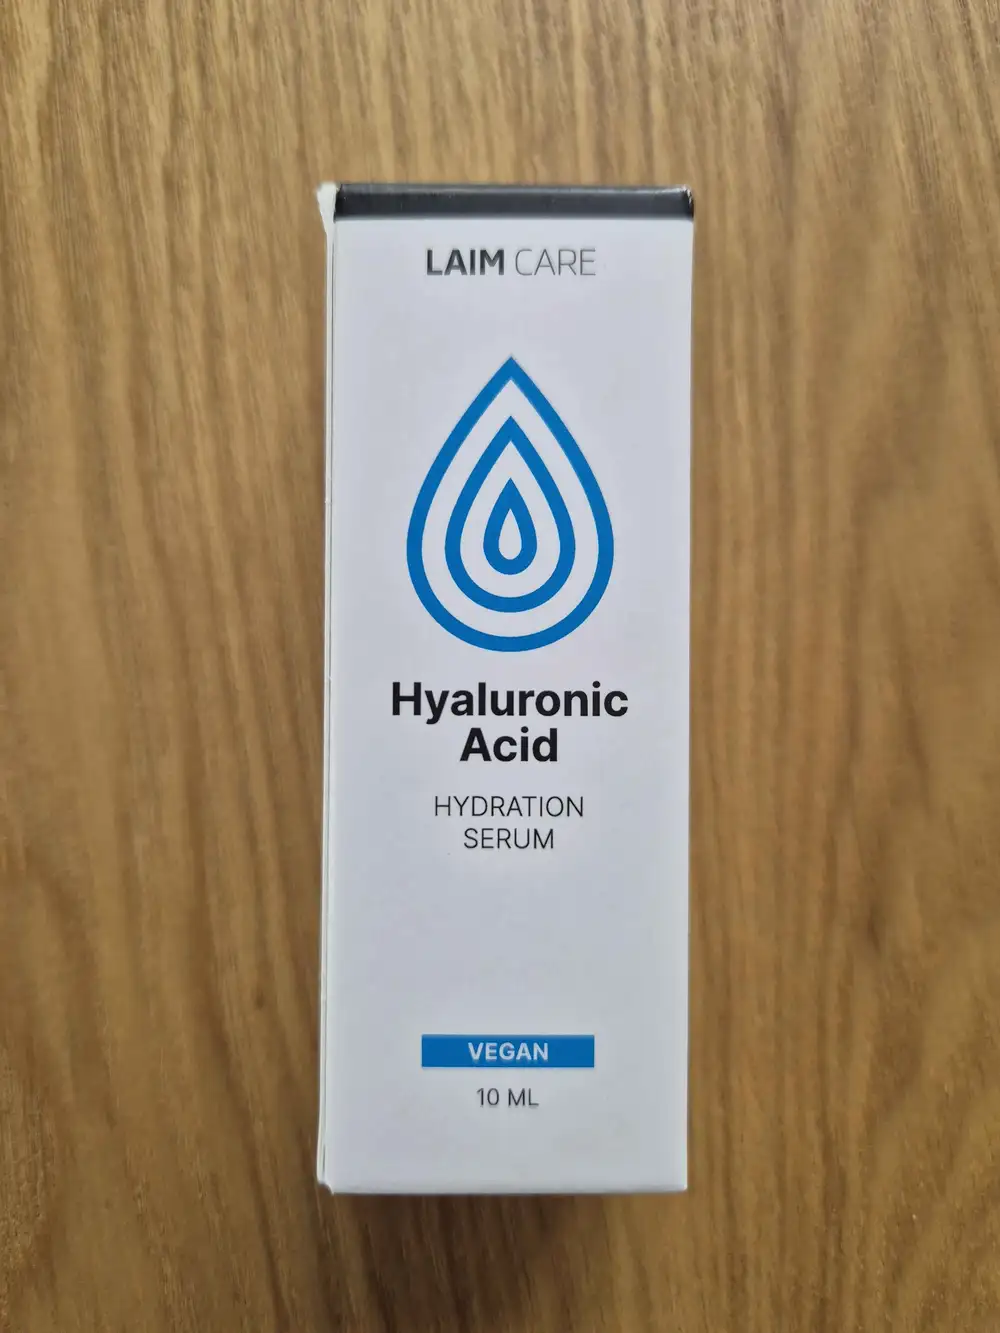 LAIM CARE
Hyaluronic
Acid
HYDRATION
SERUM
VEGAN
10 ML